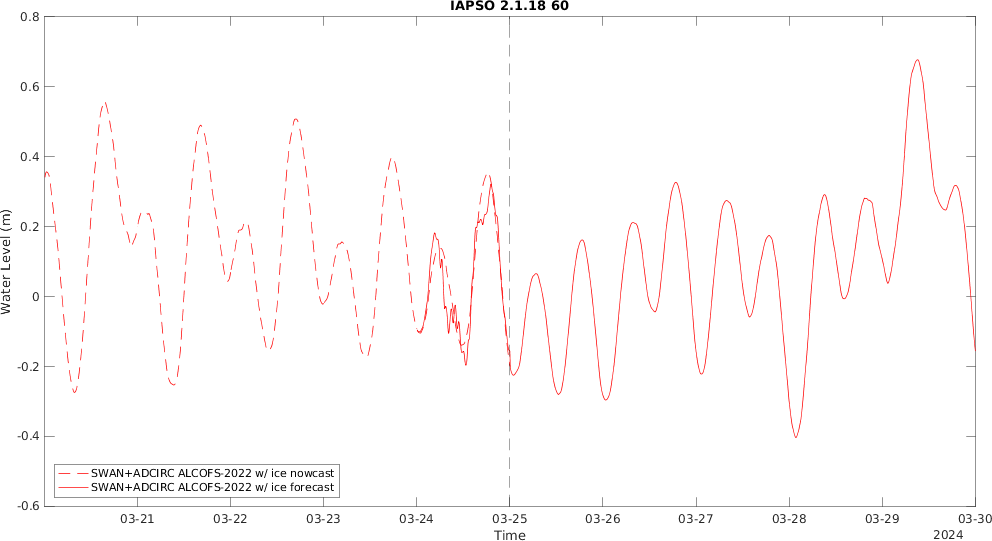 IAPSO 2.1.18 60
Water Level (m)
0.8
0.6
0.4
0.2
0
-0.2
-0.4
-0.6
SWAN+ADCIRC ALCOFS-2022 w/ ice nowcast
SWAN+ADCIRC ALCOFS-2022 w/ ice forecast
03-21 03-22 03-23 03-24 03-25 03-26 03-27 03-28 03-29 03-30
Time
2024